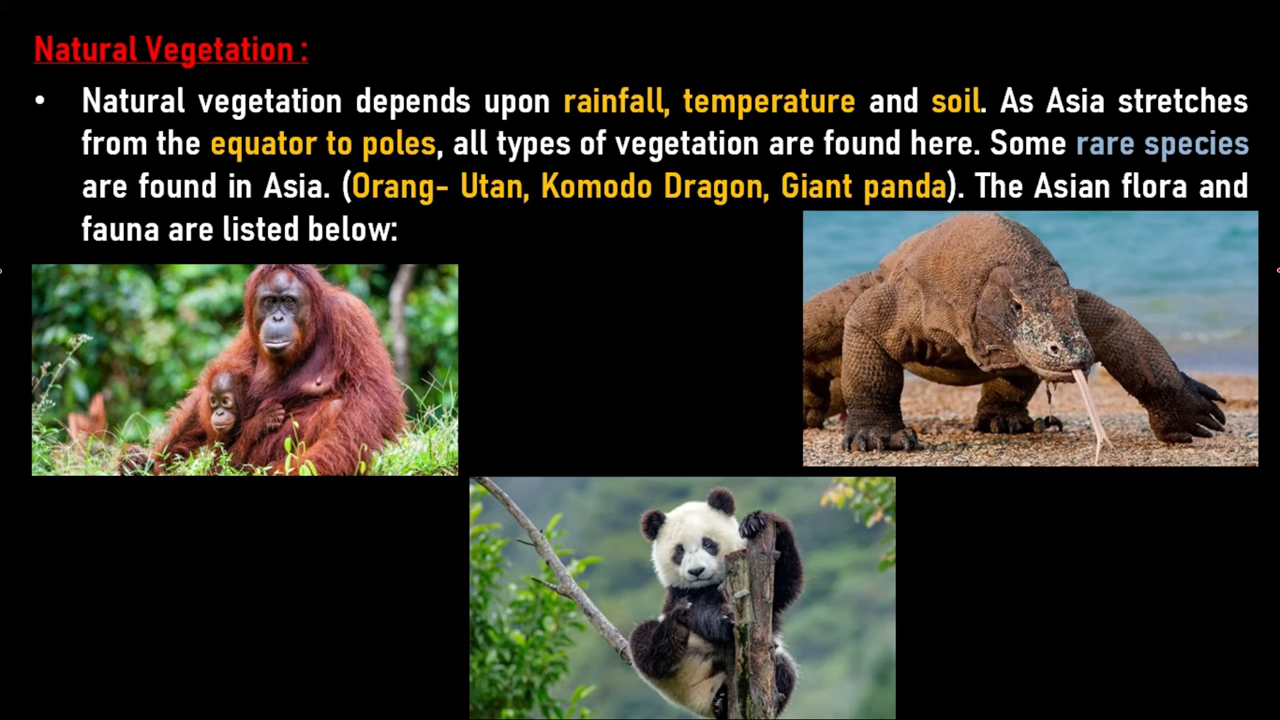 Natural Vegetation :
• Natural vegetation depends upon rainfall, temperature and soil. As Asia stretches
from the equator to poles, all types of vegetation are found here. Some rare species
are found in Asia. (Orang- Utan, Komodo Dragon, Giant panda). The Asian flora and
fauna are listed below: